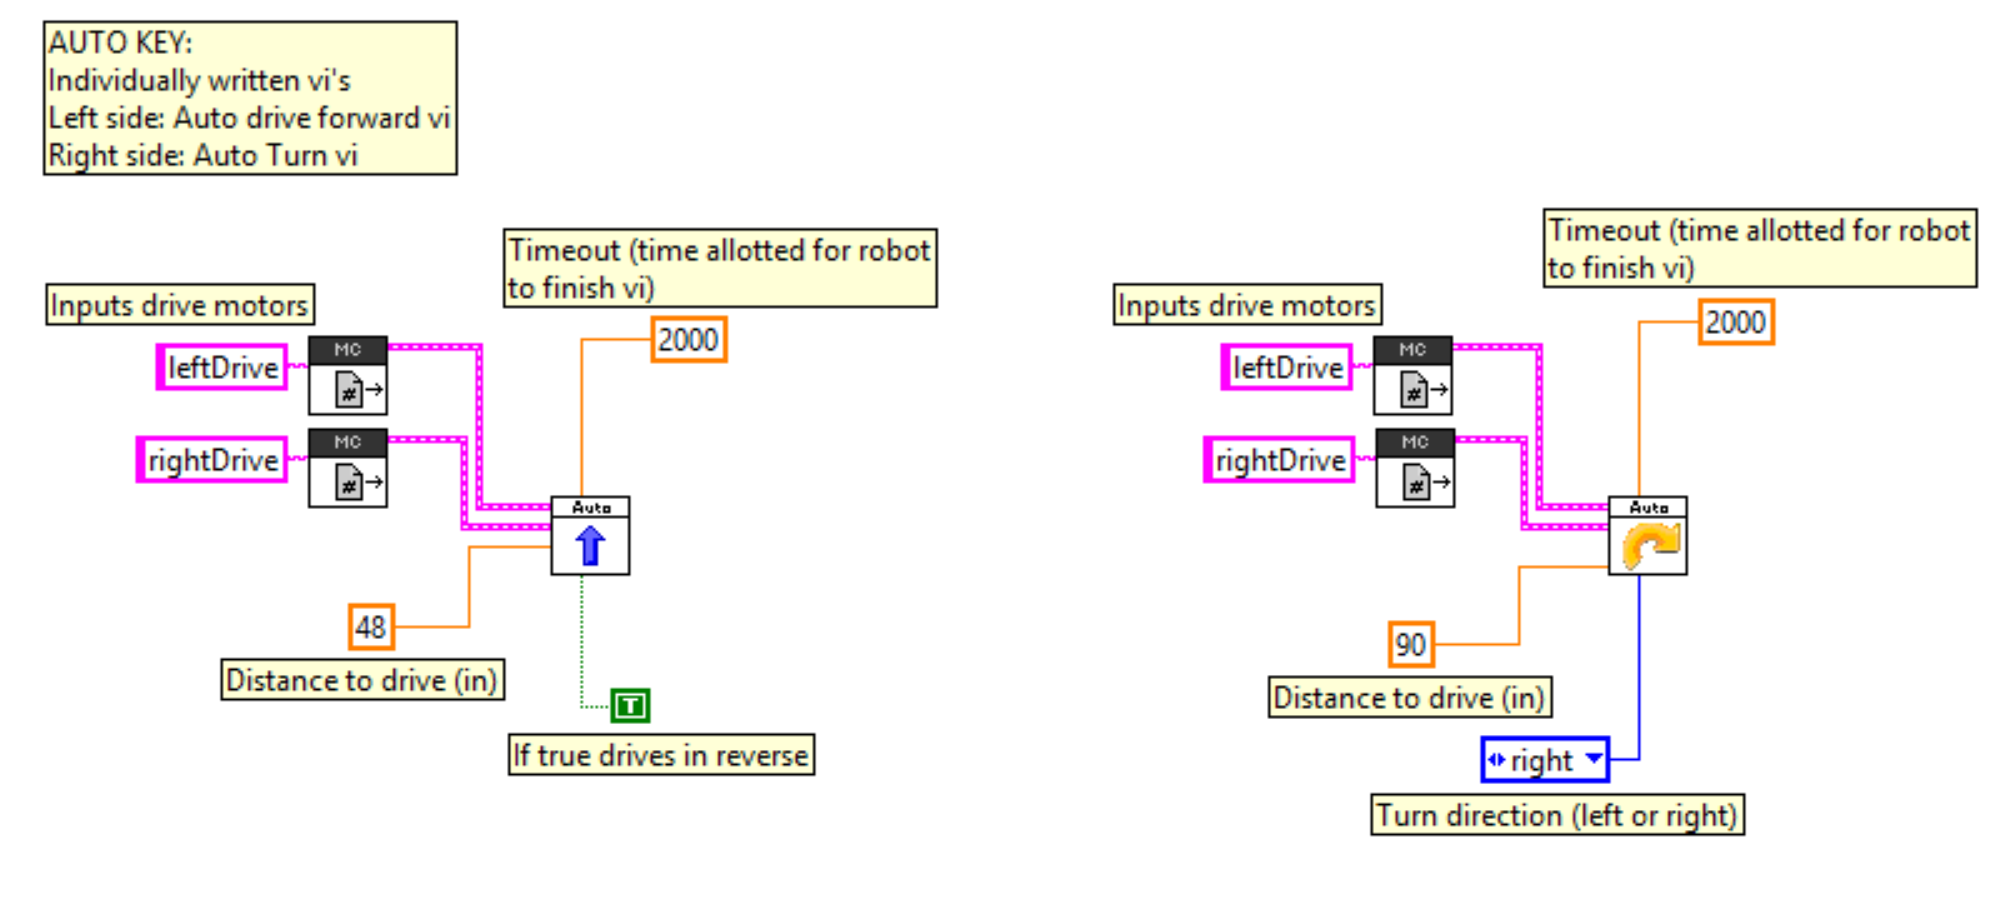 AUTO KEY:
Individually written vi's
Left side: Auto drive forward vi
Right side: Auto Turn vi
Timeout (time allotted for robot
to finish vi)
2000
Inputs drive motors
leftDrive
MC
#
rightDrive
MC
#
Auto
48
Distance to drive (in)
T
If true drives in reverse
Timeout (time allotted for robot
to finish vi)
2000
Inputs drive motors
leftDrive
MC
#
rightDrive
MC
#
Auto
90
Distance to drive (in)
right
Turn direction (left or right)